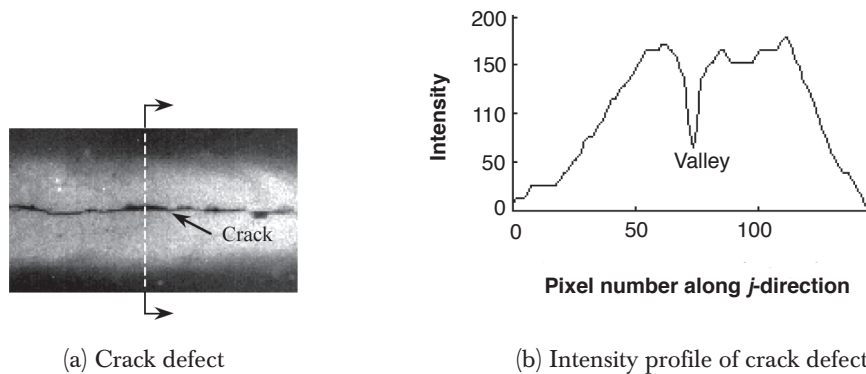 Crack
(a) Crack defect
200
150
110
50
0
Intensity
Valley
0
50
100
Pixel number along j-direction
(b) Intensity profile of crack defect